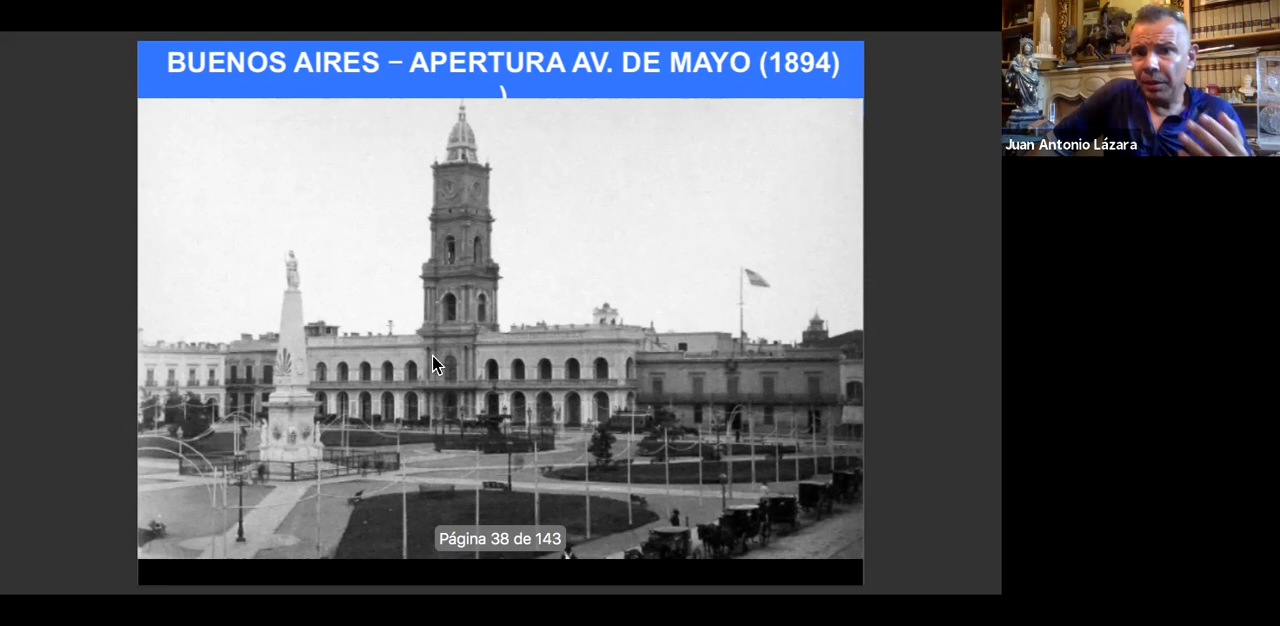 BUENOS AIRES – APERTURA AV. DE MAYO (1894)
)
Juan Antonio Lázara
Página 38 de 143